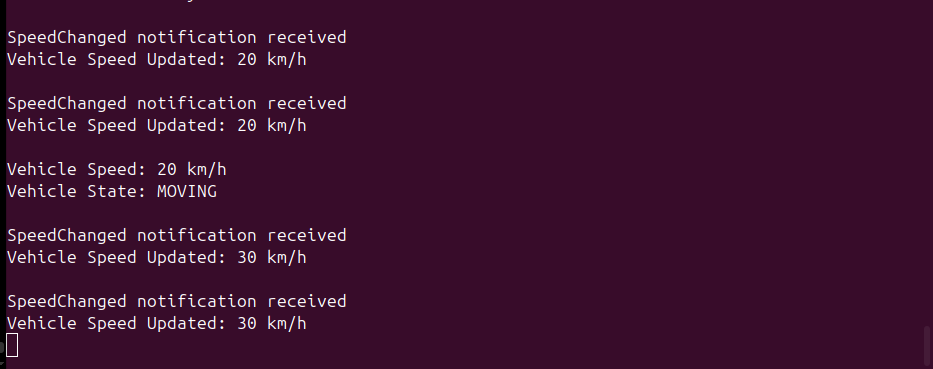 SpeedChanged notification received
Vehicle Speed Updated: 20 km/h
SpeedChanged notification received
Vehicle Speed Updated: 20 km/h
Vehicle Speed: 20 km/h
Vehicle State: MOVING
SpeedChanged notification received
Vehicle Speed Updated: 30 km/h
SpeedChanged notification received
Vehicle Speed Updated: 30 km/h